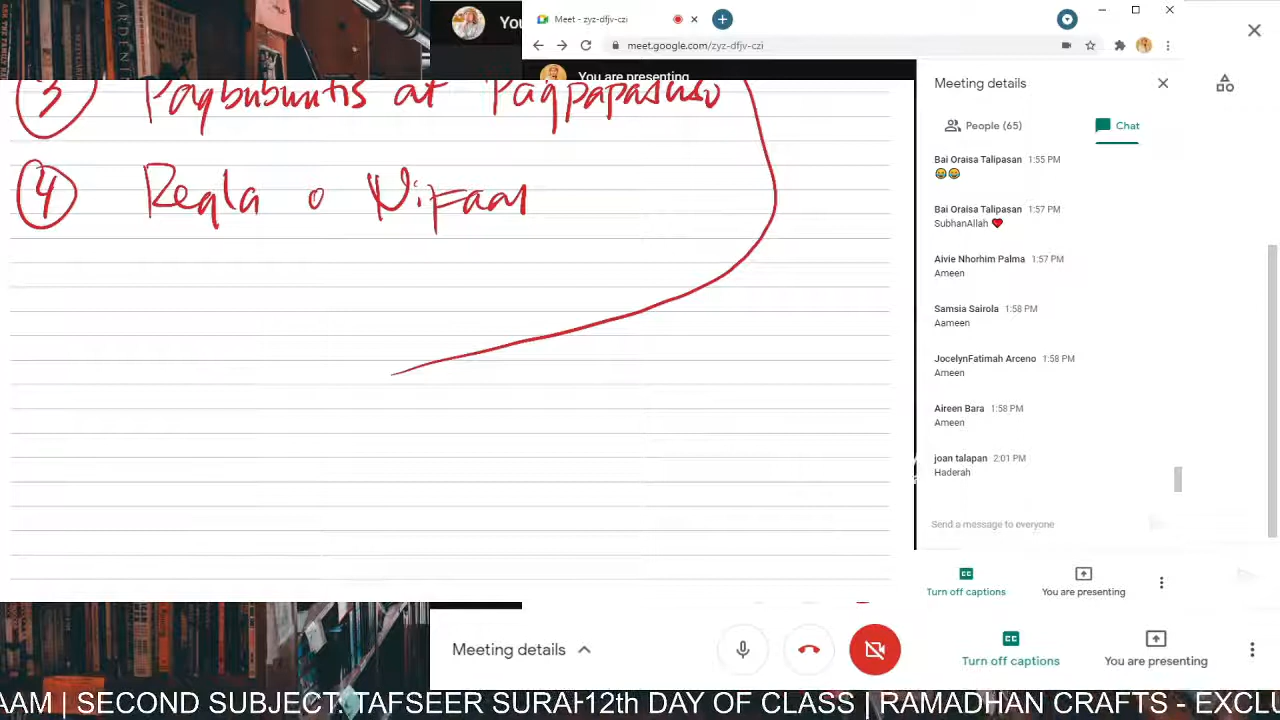 You
Meet - zyz-dfjv-czi
meet.google.com/zyz-dfjv-czi
You are presenting
3 Pagbubuntis at Pagpapasuso
4 Regla o Nifaas
Meeting details
People (65)
Chat
Bai Oraisa Talipasan 1:55 PM
😂😂
Bai Oraisa Talipasan 1:57 PM
SubhanAllah ❤
Aivie Nhorhim Palma 1:57 PM
Ameen
Samsia Sairola 1:58 PM
Aameen
JocelynFatimah Arceno 1:58 PM
Ameen
Aireen Bara 1:58 PM
Ameen
joan talapan 2:01 PM
Haderah
Send a message to everyone
Turn off captions
You are presenting
Meeting details
Turn off captions
You are presenting
AAM | SECOND SUBJECT: TAFSEER SURAH 12th DAY OF CLASS | RAMADHAN CRAFTS - EXCLU